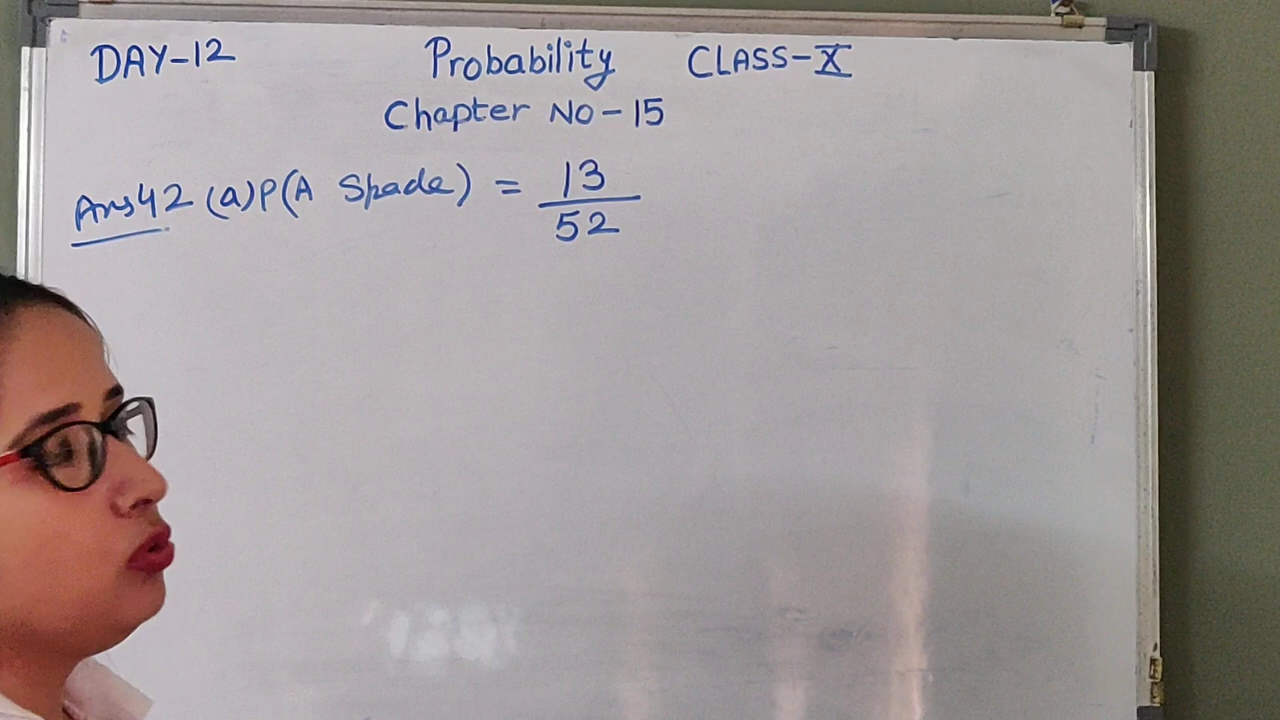 DAY-12 Probability CLASS-X
Chapter NO-15
Ans42 (a) P(A Spade) = 13/52